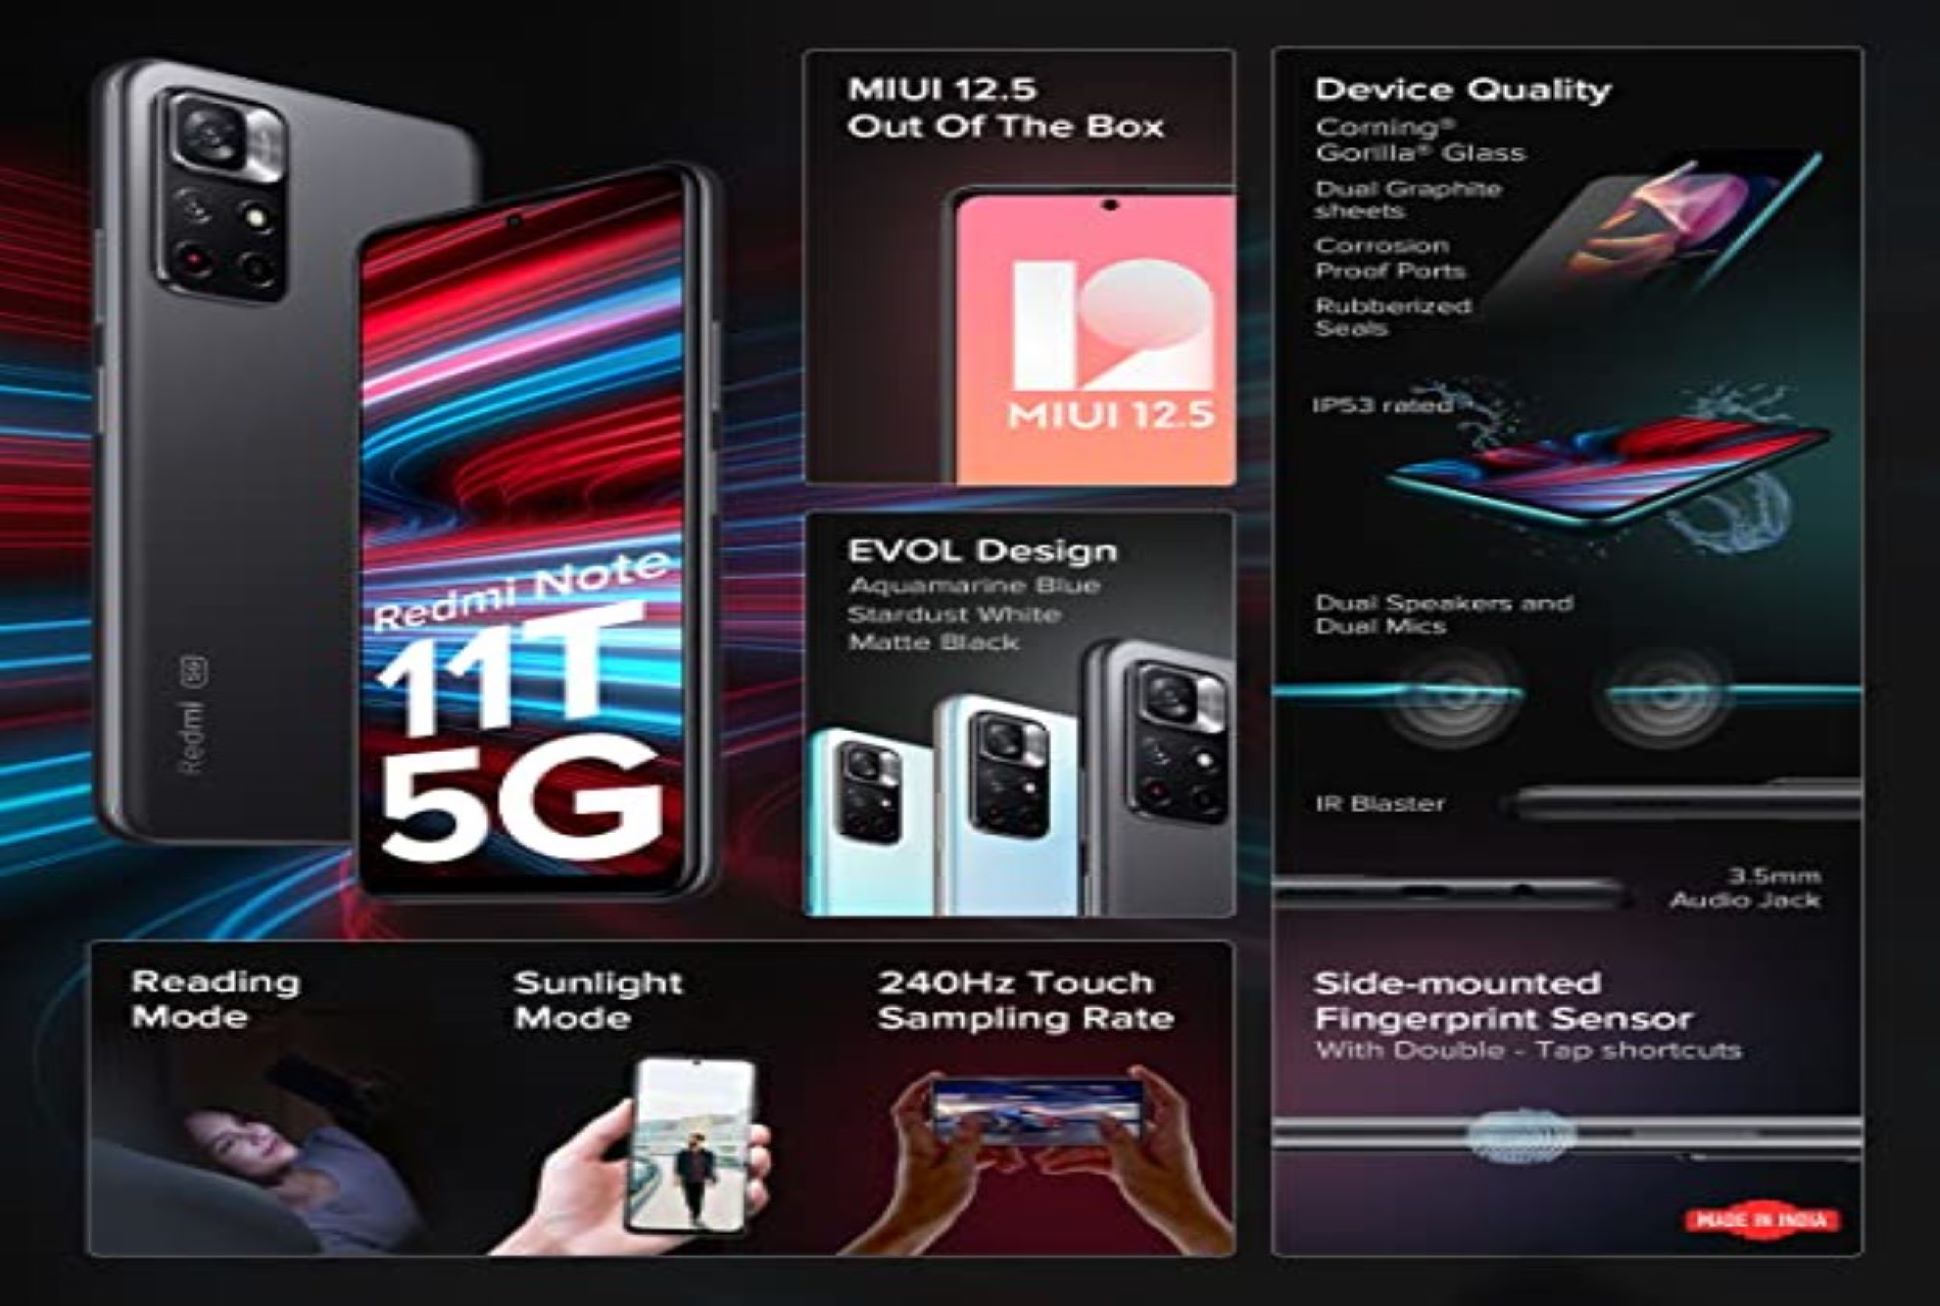 Redmi 5G
Redmi Note
11T
5G
MIUI 12.5
Out Of The Box
MIUI 12.5
EVOL Design
Aquamarine Blue
Stardust White
Matte Black
Reading
Mode
Sunlight
Mode
240Hz Touch
Sampling Rate
Device Quality
Corning®
Gorilla® Glass
Dual Graphite
sheets
Corrosion
Proof Ports
Rubberized
Seals
IP53 rated
Dual Speakers and
Dual Mics
IR Blaster
3.5mm
Audio Jack
Side-mounted
Fingerprint Sensor
With Double - Tap shortcuts
MADE IN INDIA